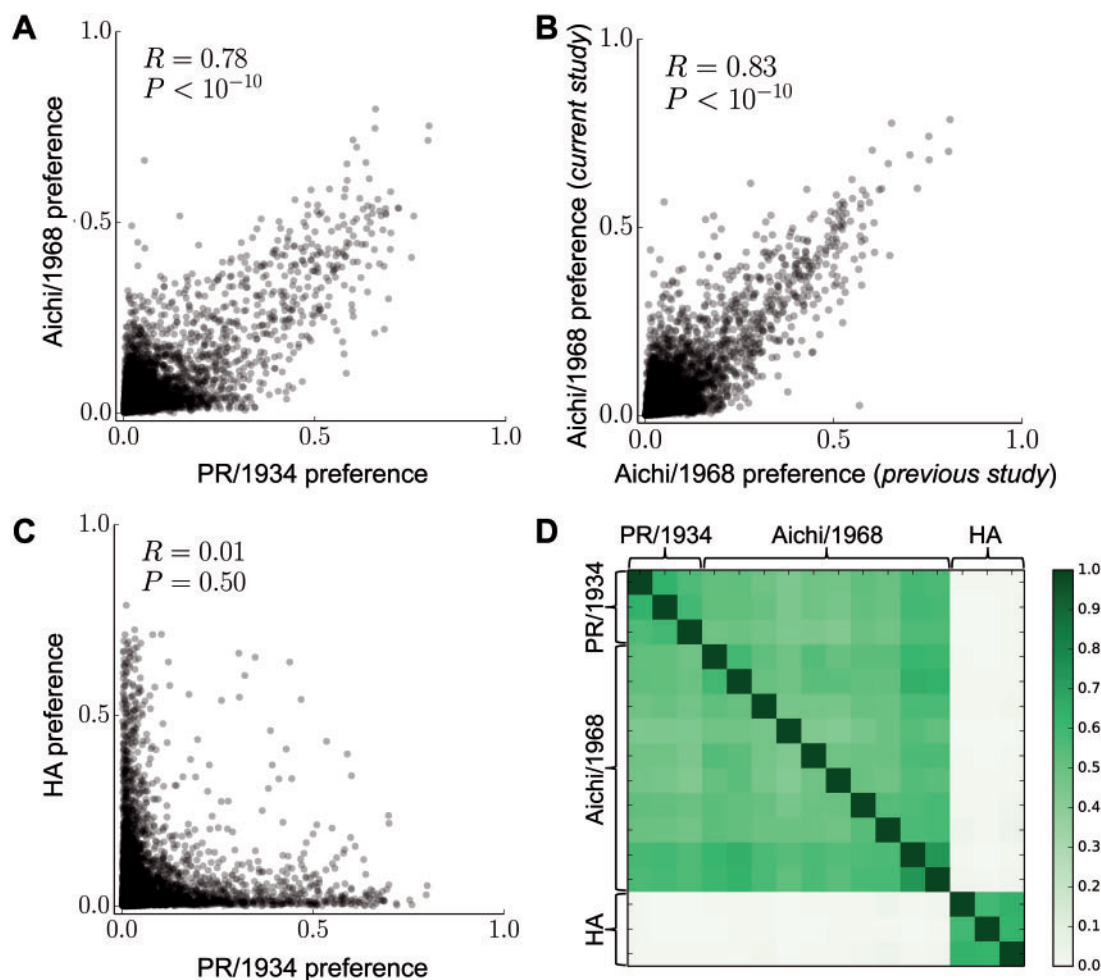 A
R = 0.78
P < 10⁻¹⁰
Aichi/1968 preference
1.0
0.5
0.0
0.0 0.5 1.0
PR/1934 preference
B
R = 0.83
P < 10⁻¹⁰
Aichi/1968 preference (current study)
1.0
0.5
0.0
0.0 0.5 1.0
Aichi/1968 preference (previous study)
C
R = 0.01
P = 0.50
HA preference
1.0
0.5
0.0
0.0 0.5 1.0
PR/1934 preference
D
PR/1934 Aichi/1968 HA
PR/1934
Aichi/1968
HA
1.0
0.9
0.8
0.7
0.6
0.5
0.4
0.3
0.2
0.1
0.0